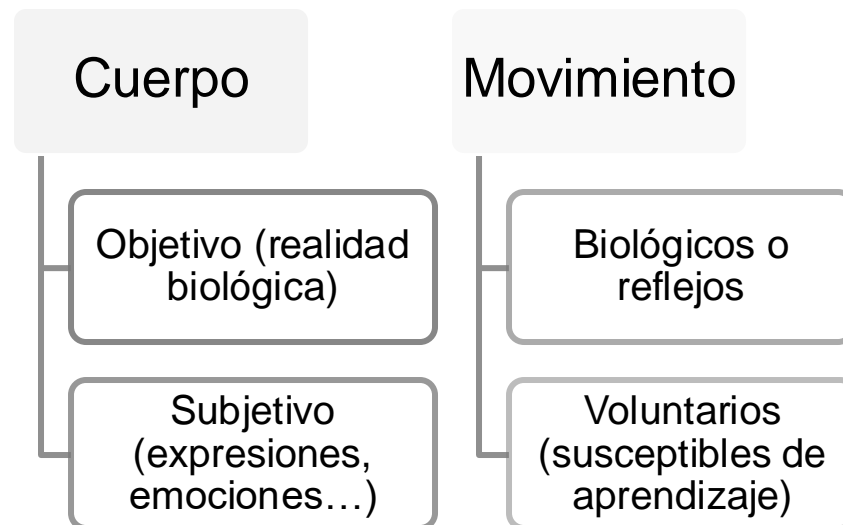 Cuerpo
Objetivo (realidad
biológica)
Subjetivo
(expresiones,
emociones…)
Movimiento
Biológicos o
reflejos
Voluntarios
(susceptibles de
aprendizaje)